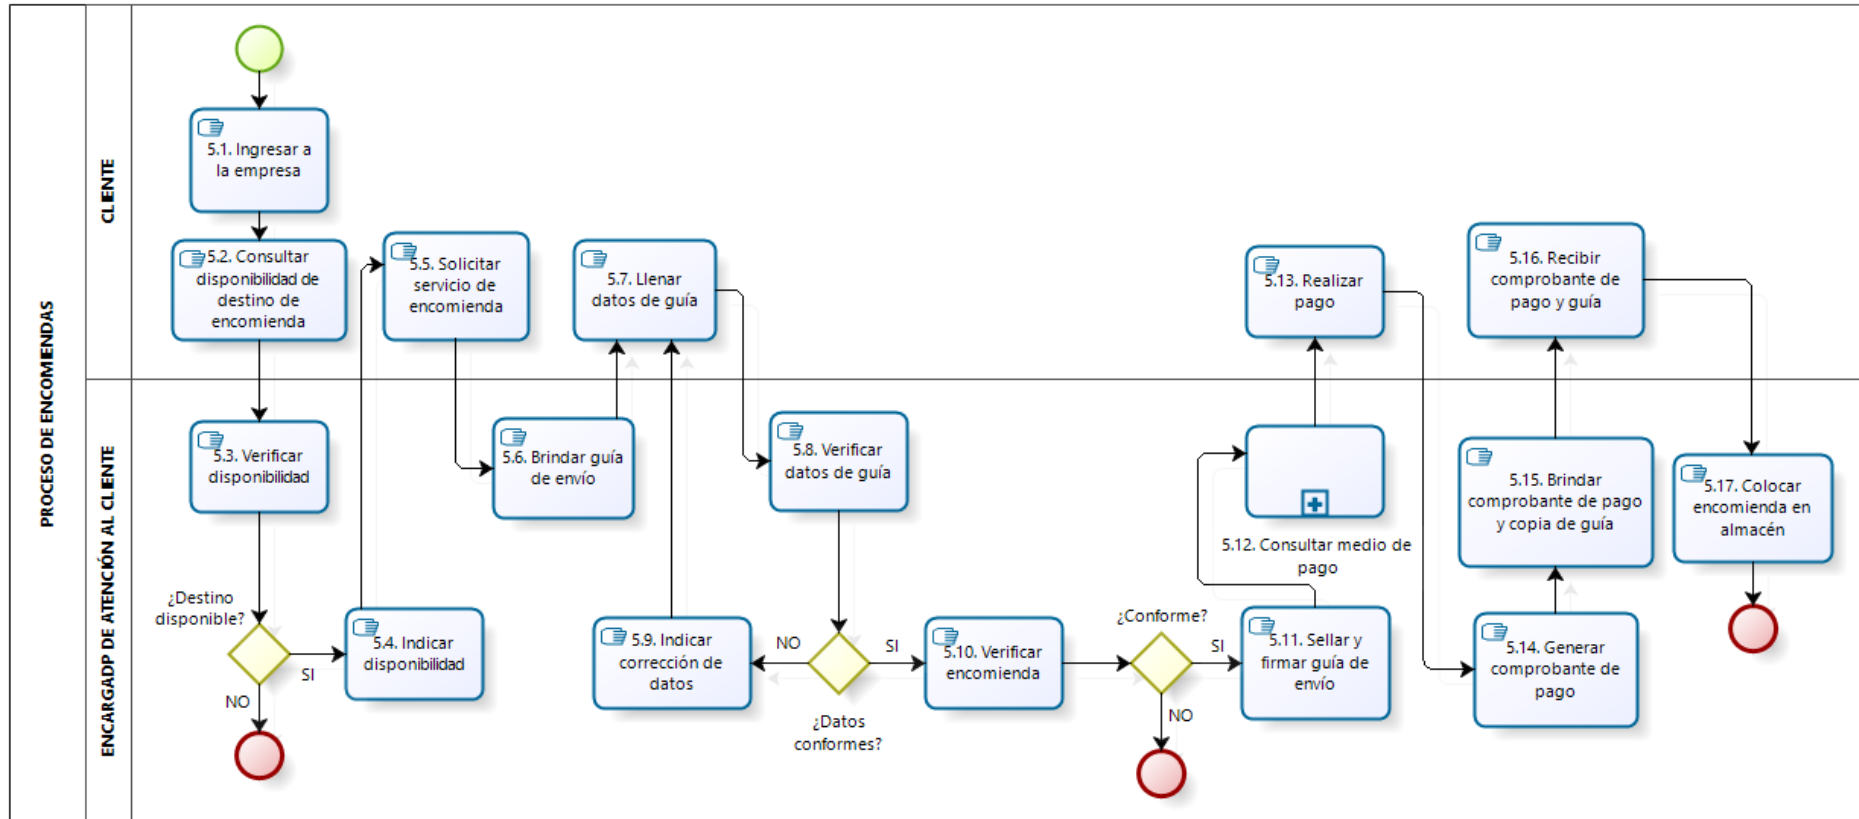 PROCESO DE ENCOMIENDAS
CLIENTE
5.1. Ingresar a
la empresa
5.2. Consultar
disponibilidad de
destino de
encomienda
5.5. Solicitar
servicio de
encomienda
5.7. Llenar
datos de guía
5.13. Realizar
pago
5.16. Recibir
comprobante de
pago y guía
ENCARGADP DE ATENCIÓN AL CLIENTE
5.3. Verificar
disponibilidad
¿Destino
disponible?
SI
NO
5.4. Indicar
disponibilidad
5.6. Brindar guía
de envío
5.8. Verificar
datos de guía
5.9. Indicar
corrección de
datos
NO
SI
¿Datos
conformes?
5.10. Verificar
encomienda
¿Conforme?
SI
NO
5.11. Sellar y
firmar guía de
envío
5.12. Consultar medio de
pago
5.14. Generar
comprobante de
pago
5.15. Brindar
comprobante de pago
y copia de guía
5.17. Colocar
encomienda en
almacén